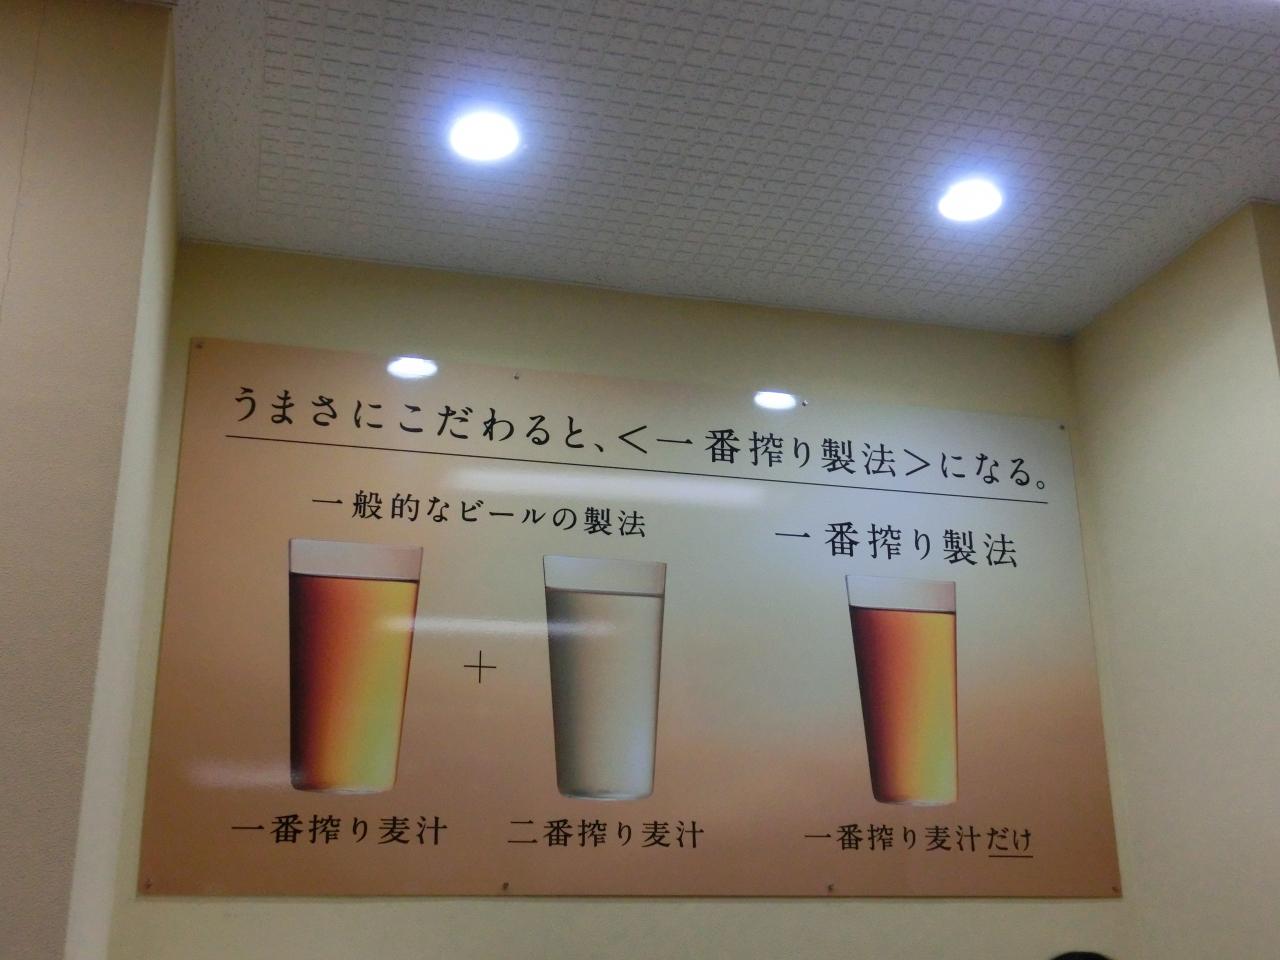 うまさにこだわると、＜一番搾り製法＞になる。
一般的なビールの製法
一番搾り製法
＋
一番搾り麦汁
二番搾り麦汁
一番搾り麦汁だけ